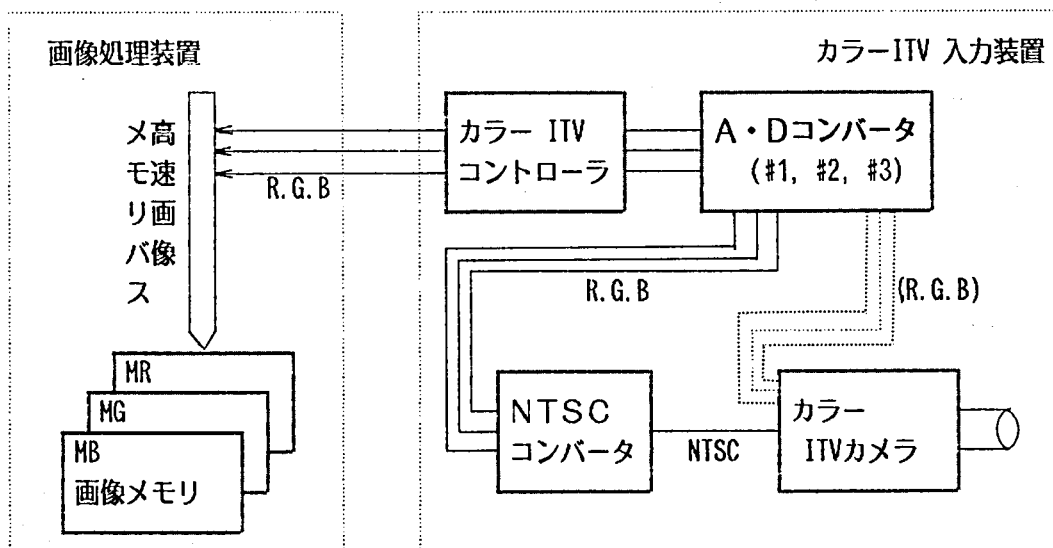 画像処理装置
高速画像
メモリバス
R.G.B
MR
MG
MB
画像メモリ
カラーITV 入力装置
カラー ITV
コントローラ
A・Dコンバータ
(#1, #2, #3)
R.G.B
(R.G.B)
NTSC
コンバータ
NTSC
カラー
ITVカメラ